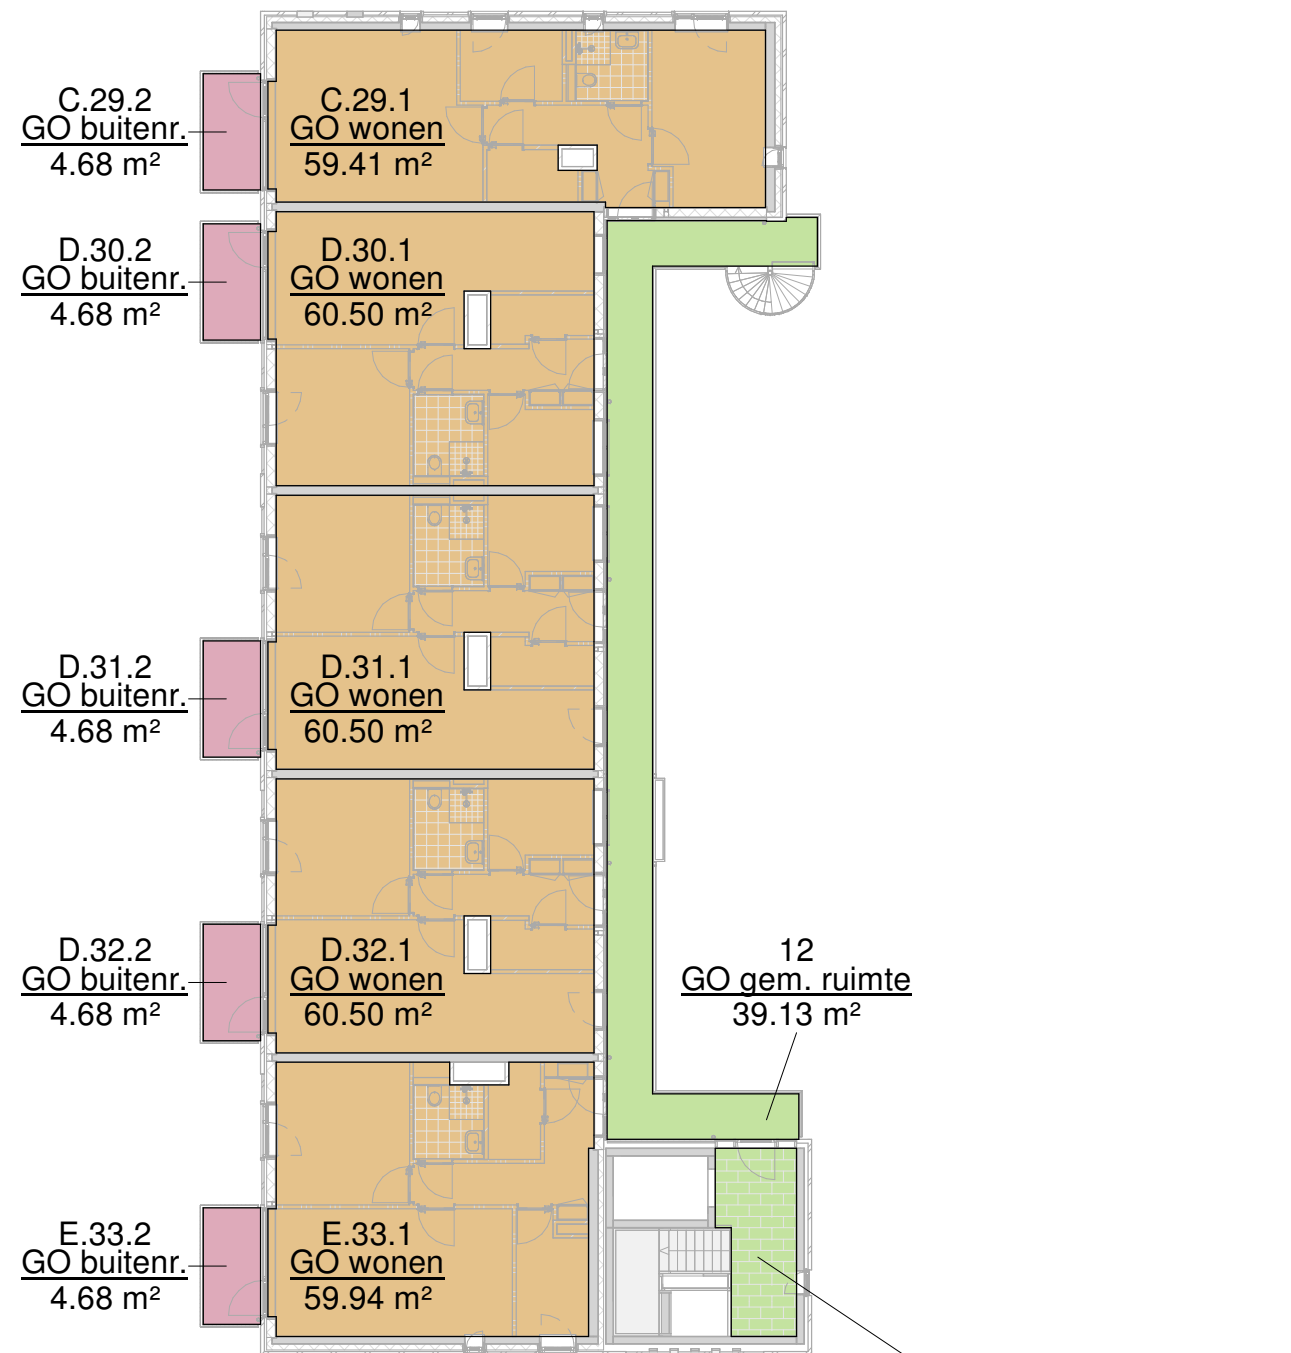 C.29.2
GO buitenr.
4.68 m²
C.29.1
GO wonen
59.41 m²
D.30.2
GO buitenr.
4.68 m²
D.30.1
GO wonen
60.50 m²
D.31.2
GO buitenr.
4.68 m²
D.31.1
GO wonen
60.50 m²
D.32.2
GO buitenr.
4.68 m²
D.32.1
GO wonen
60.50 m²
12
GO gem. ruimte
39.13 m²
E.33.2
GO buitenr.
4.68 m²
E.33.1
GO wonen
59.94 m²